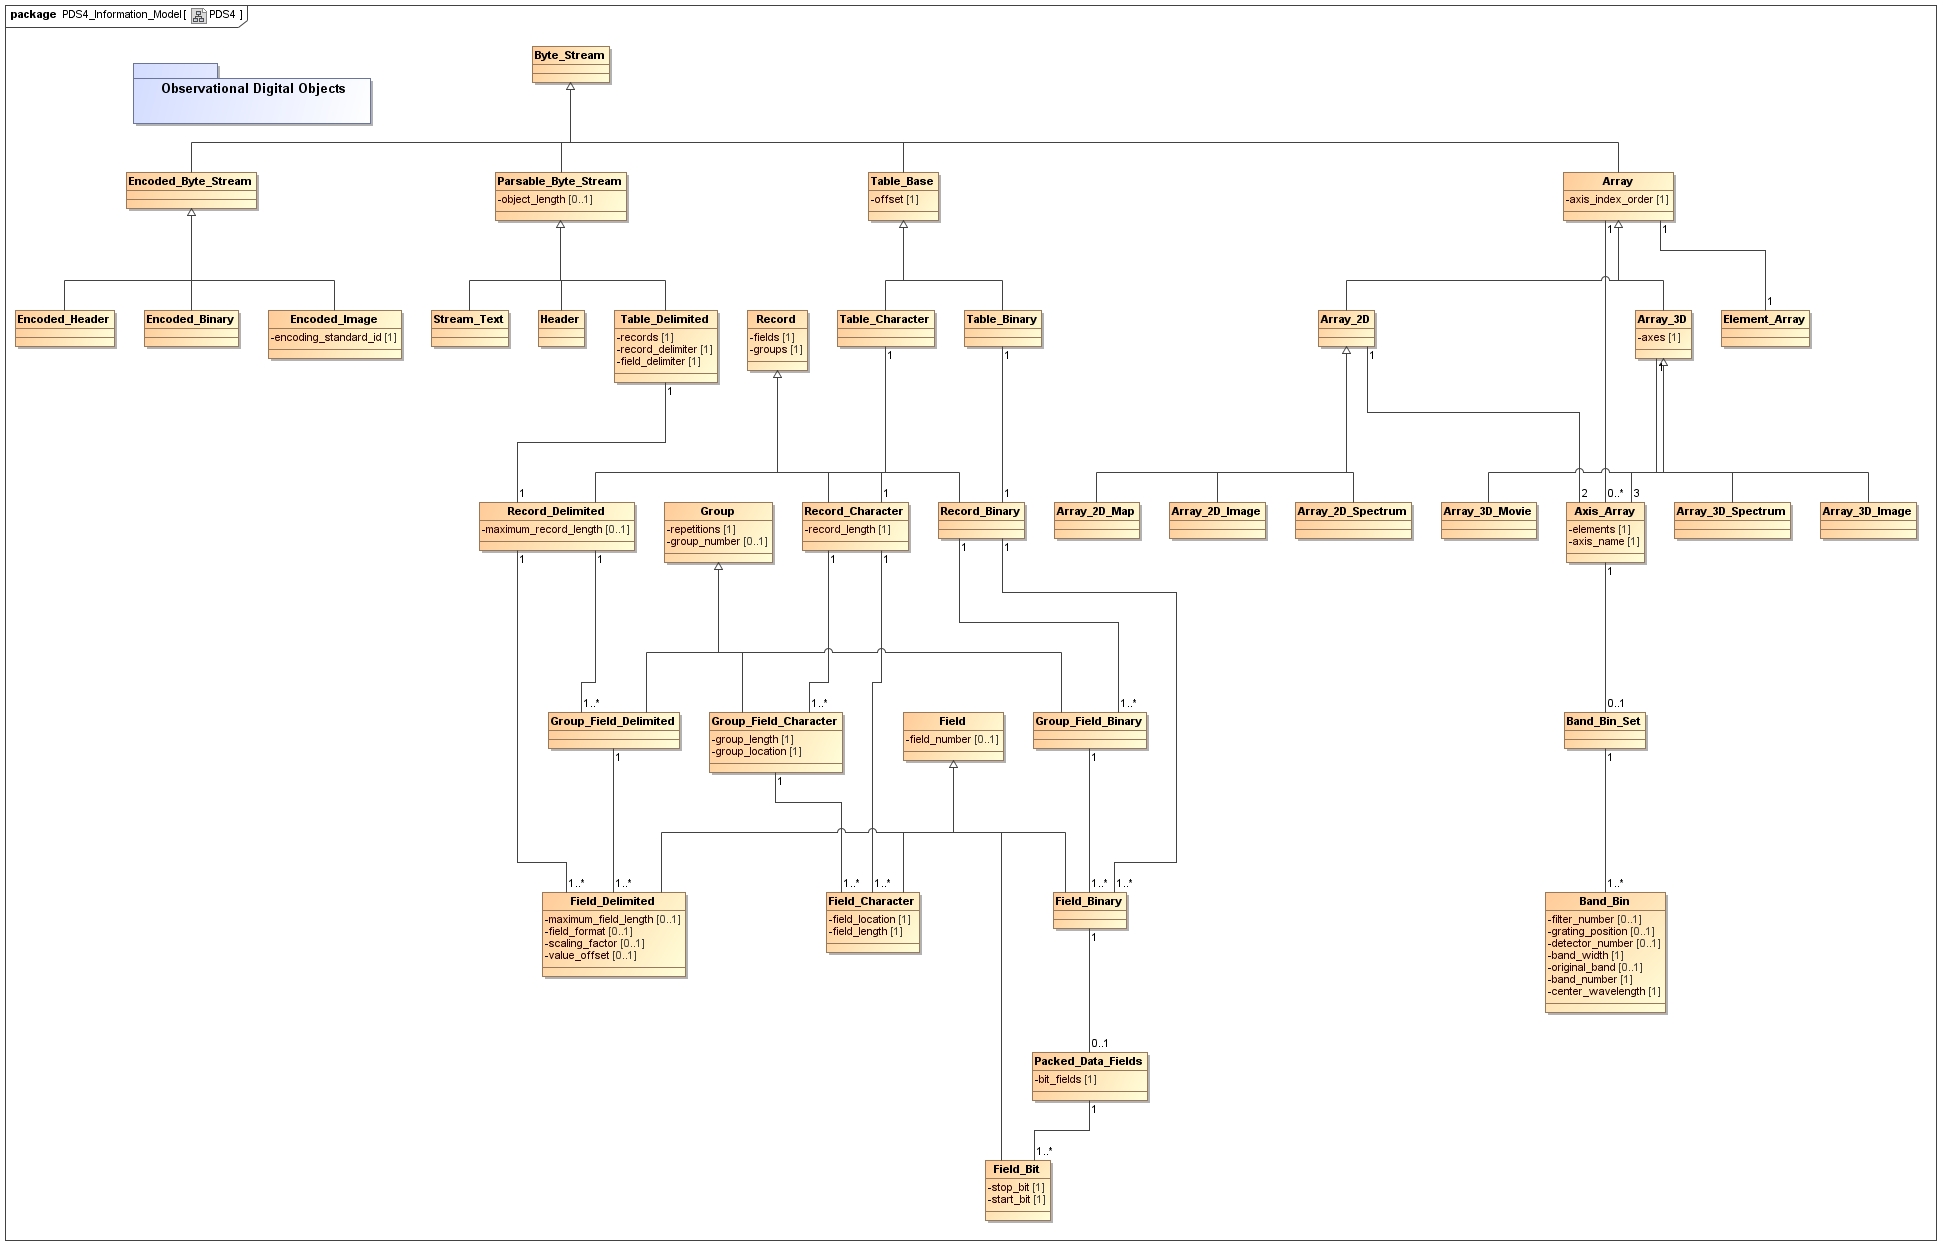 package PDS4_Information_Model[ PDS4 ]
Byte_Stream
Observational Digital Objects
Encoded_Byte_Stream
Parsable_Byte_Stream
-object_length [0..1]
Table_Base
-offset [1]
Array
-axis_index_order [1]
1
1
Encoded_Header
Encoded_Binary
Encoded_Image
-encoding_standard_id [1]
Stream_Text
Header
Table_Delimited
-records [1]
-record_delimiter [1]
-field_delimiter [1]
1
Record
-fields [1]
-groups [1]
Table_Character
1
Table_Binary
1
Array_2D
1
Array_3D
-axes [1]
1
1
Element_Array
1
Record_Delimited
-maximum_record_length [0..1]
1
1
Group
-repetitions [1]
-group_number [0..1]
1
Record_Character
-record_length [1]
1
1
1
Record_Binary
1
1
Array_2D_Map
Array_2D_Image
Array_2D_Spectrum
Array_3D_Movie
2
0..*
3
Axis_Array
-elements [1]
-axis_name [1]
1
Array_3D_Spectrum
Array_3D_Image
1..*
Group_Field_Delimited
1
1..*
Group_Field_Character
-group_length [1]
-group_location [1]
1
Field
-field_number [0..1]
1..*
Group_Field_Binary
1
0..1
Band_Bin_Set
1
1..*
1..*
Field_Delimited
-maximum_field_length [0..1]
-field_format [0..1]
-scaling_factor [0..1]
-value_offset [0..1]
1..*
1..*
Field_Character
-field_location [1]
-field_length [1]
1..*
1..*
Field_Binary
1
1..*
Band_Bin
-filter_number [0..1]
-grating_position [0..1]
-detector_number [0..1]
-band_width [1]
-original_band [0..1]
-band_number [1]
-center_wavelength [1]
0..1
Packed_Data_Fields
-bit_fields [1]
1
1..*
Field_Bit
-stop_bit [1]
-start_bit [1]